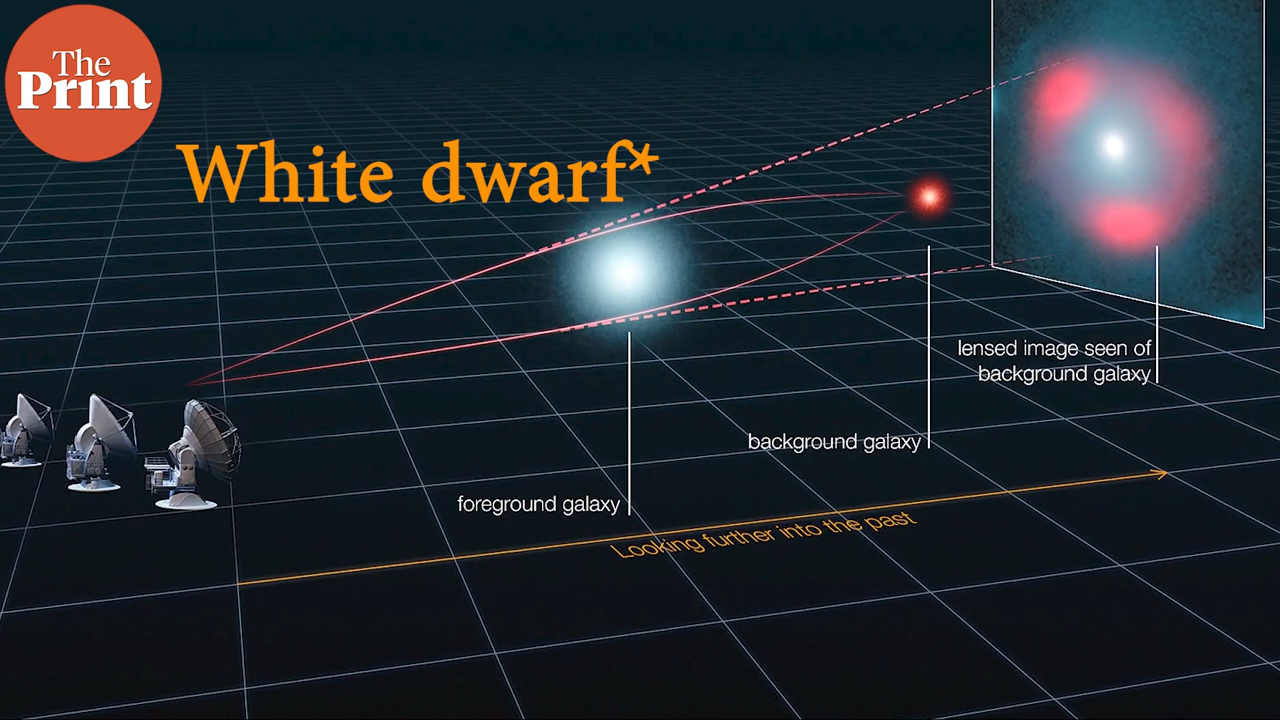 The
Print
White dwarf*
lensed image seen of
background galaxy
background galaxy
foreground galaxy
Looking further into the past